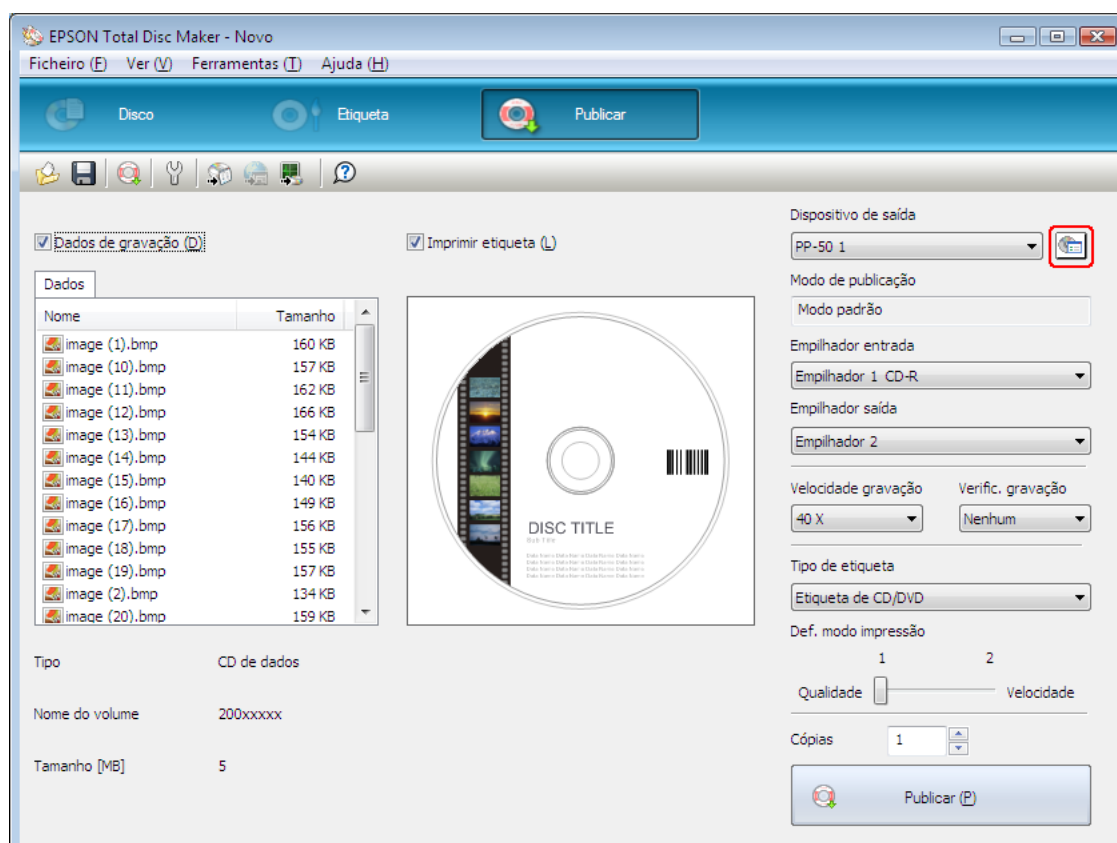 EPSON Total Disc Maker - Novo
Ficheiro (F) Ver (V) Ferramentas (T) Ajuda (H)
Disco Etiqueta Publicar
Dados de gravação (D)
Imprimir etiqueta (L)
Dados
Nome Tamanho
image (1).bmp 160 KB
image (10).bmp 157 KB
image (11).bmp 162 KB
image (12).bmp 166 KB
image (13).bmp 154 KB
image (14).bmp 144 KB
image (15).bmp 140 KB
image (16).bmp 149 KB
image (17).bmp 156 KB
image (18).bmp 155 KB
image (19).bmp 157 KB
image (2).bmp 134 KB
image (20).bmp 159 KB
DISC TITLE
Sub Title
Tipo CD de dados
Nome do volume 200xxxxx
Tamanho [MB] 5
Dispositivo de saída
PP-50 1
Modo de publicação
Modo padrão
Empilhador entrada
Empilhador 1 CD-R
Empilhador saída
Empilhador 2
Velocidade gravação Verific. gravação
40 X Nenhum
Tipo de etiqueta
Etiqueta de CD/DVD
Def. modo impressão
1 2
Qualidade Velocidade
Cópias 1
Publicar (P)